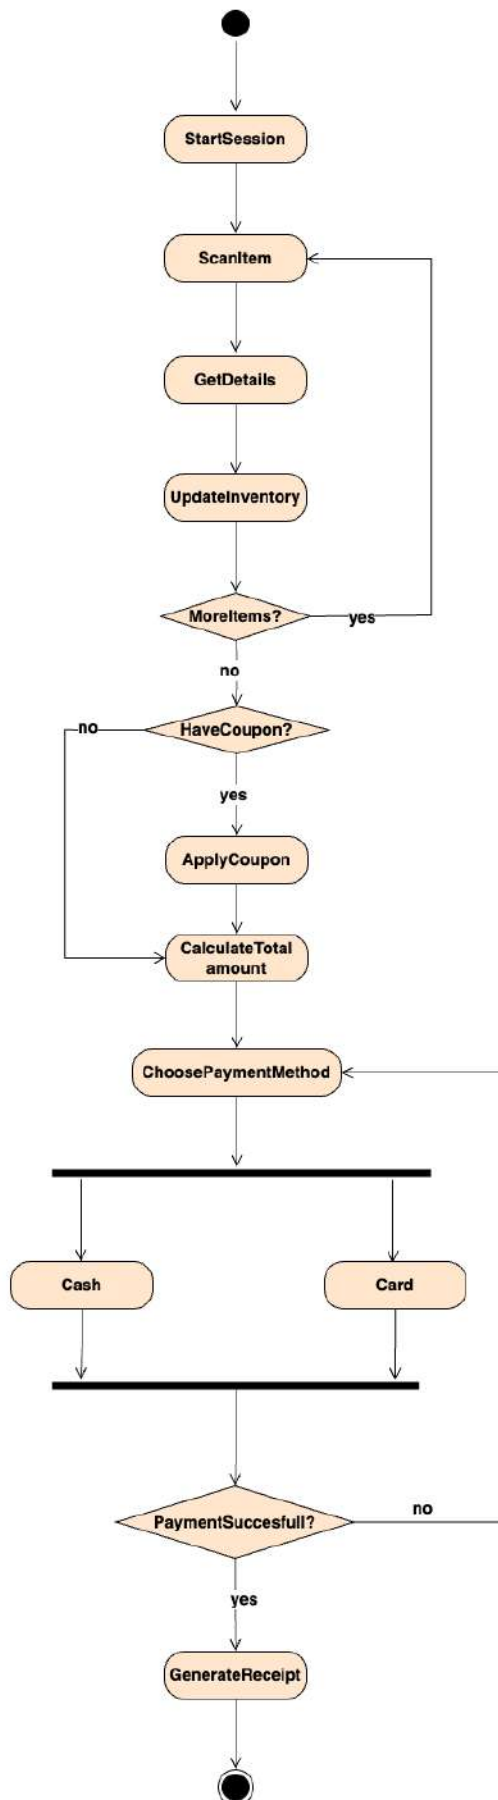 StartSession
ScanItem
GetDetails
UpdateInventory
MoreItems?
yes
no
HaveCoupon?
no
yes
ApplyCoupon
CalculateTotal
amount
ChoosePaymentMethod
Cash
Card
PaymentSuccesfull?
no
yes
GenerateReceipt